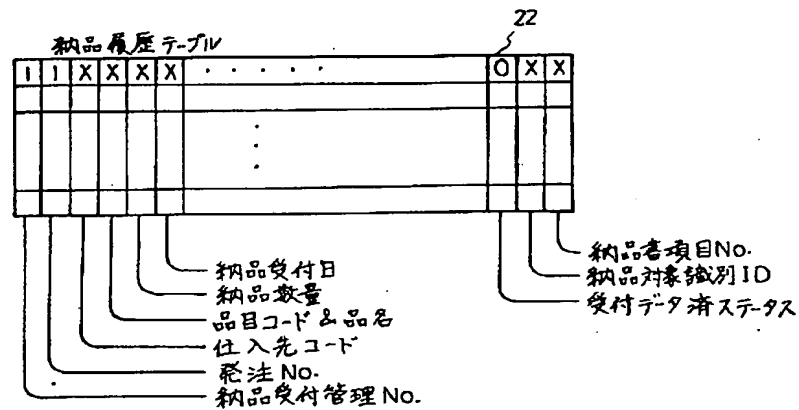 22
納品履歴テーブル
1 1 X X X X · · · · · 0 X X
納品書項目No.
納品受付日
納品対象識別ID
納品数量
受付データ済ステータス
品目コード&品名
仕入先コード
発注No.
納品受付管理No.